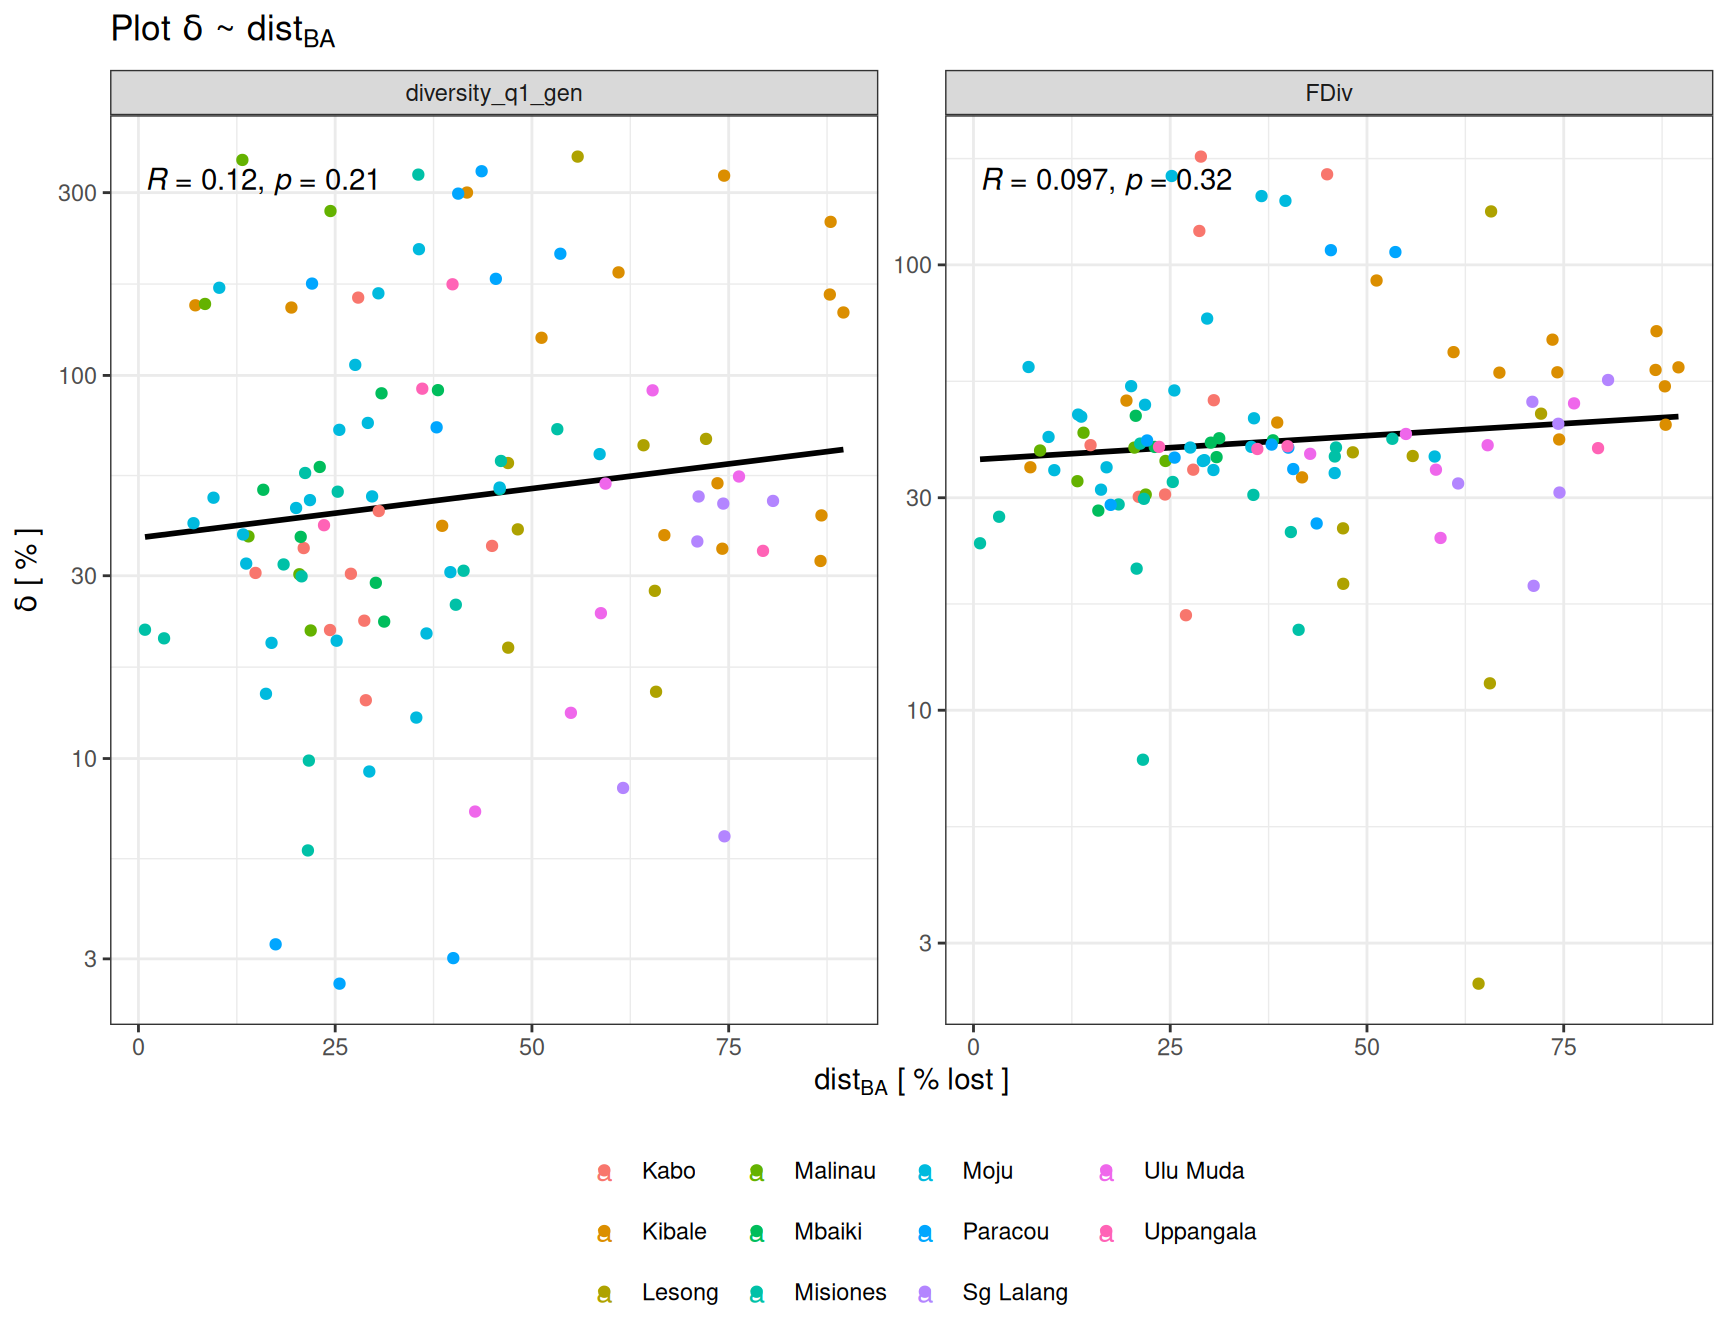 Plot δ ~ distBA
diversity_q1_gen
FDiv
R = 0.12, p = 0.21
R = 0.097, p = 0.32
300
100
30
10
3
100
30
10
3
δ [ % ]
0 25 50 75
0 25 50 75
distBA [ % lost ]
a Kabo a Malinau a Moju a Ulu Muda
a Kibale a Mbaiki a Paracou a Uppangala
a Lesong a Misiones a Sg Lalang